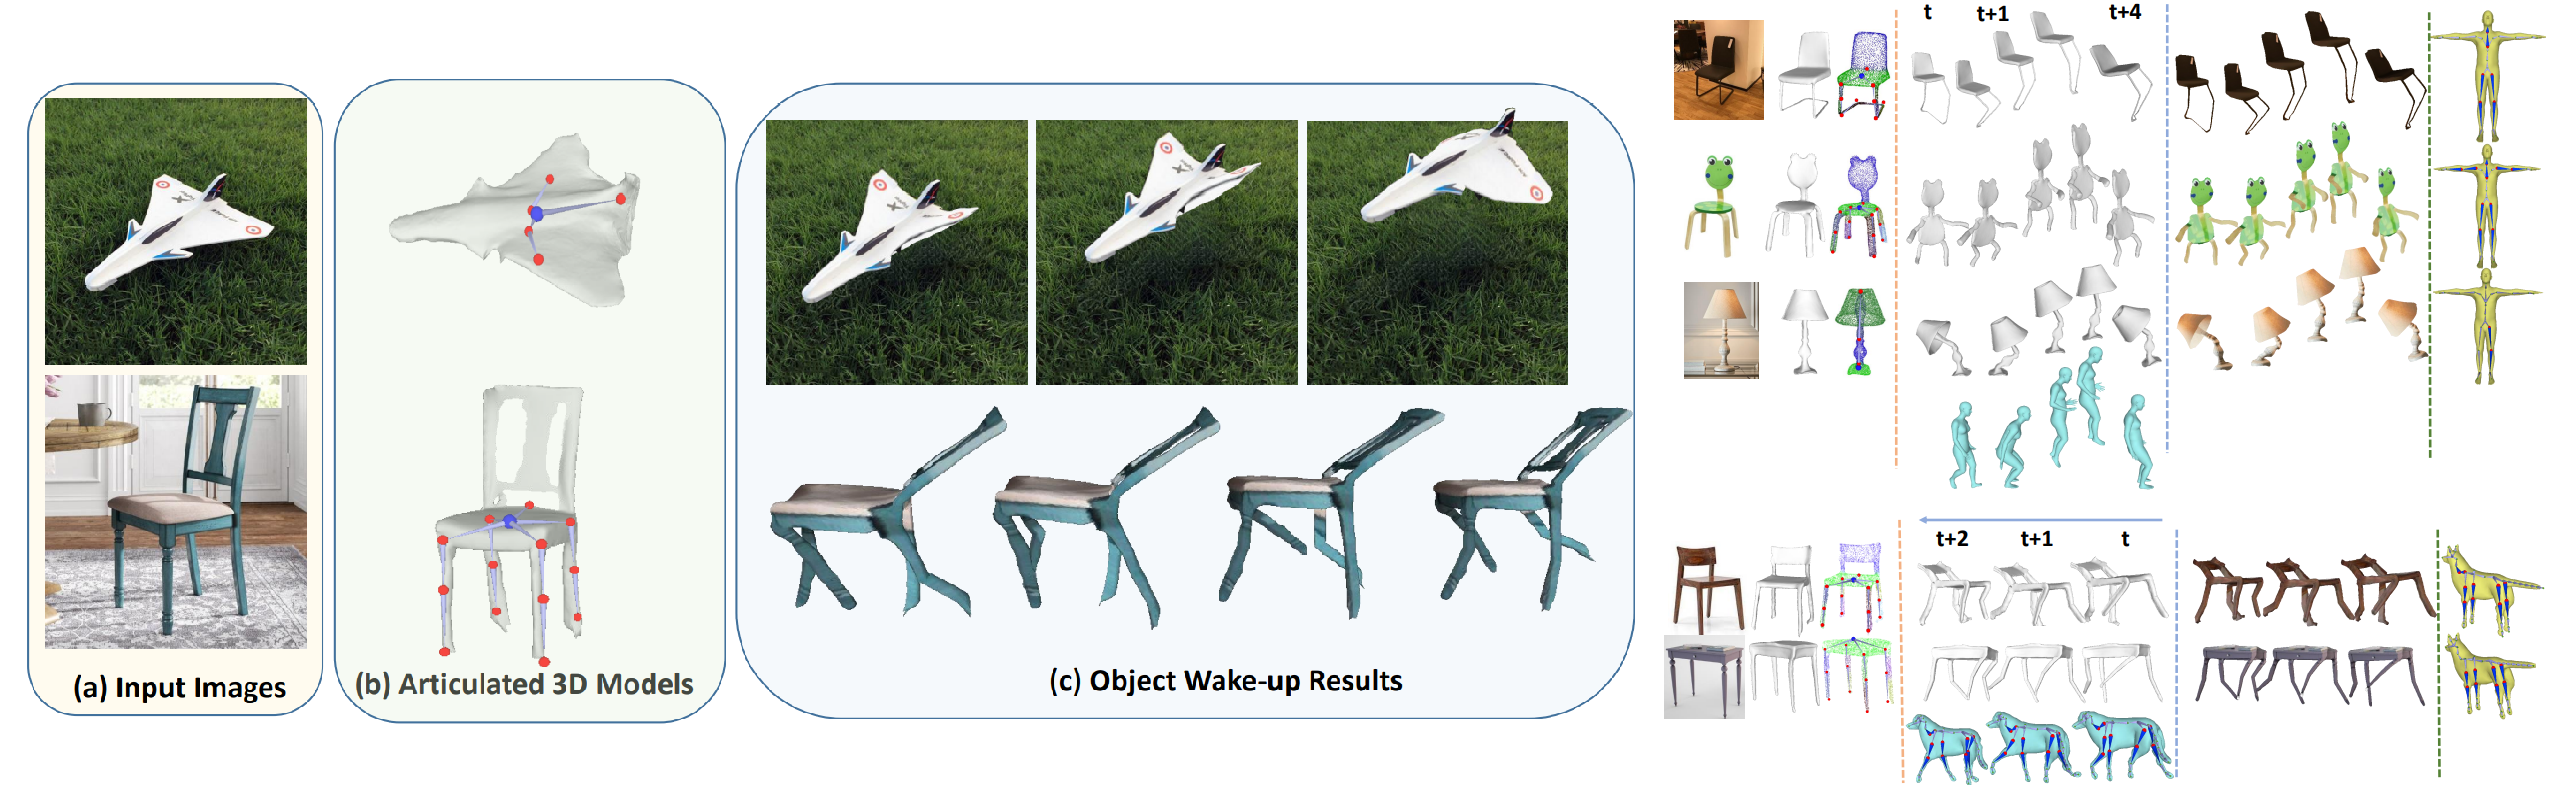 (a) Input Images
(b) Articulated 3D Models
(c) Object Wake-up Results
t
t+1
t+4
t+2
t+1
t